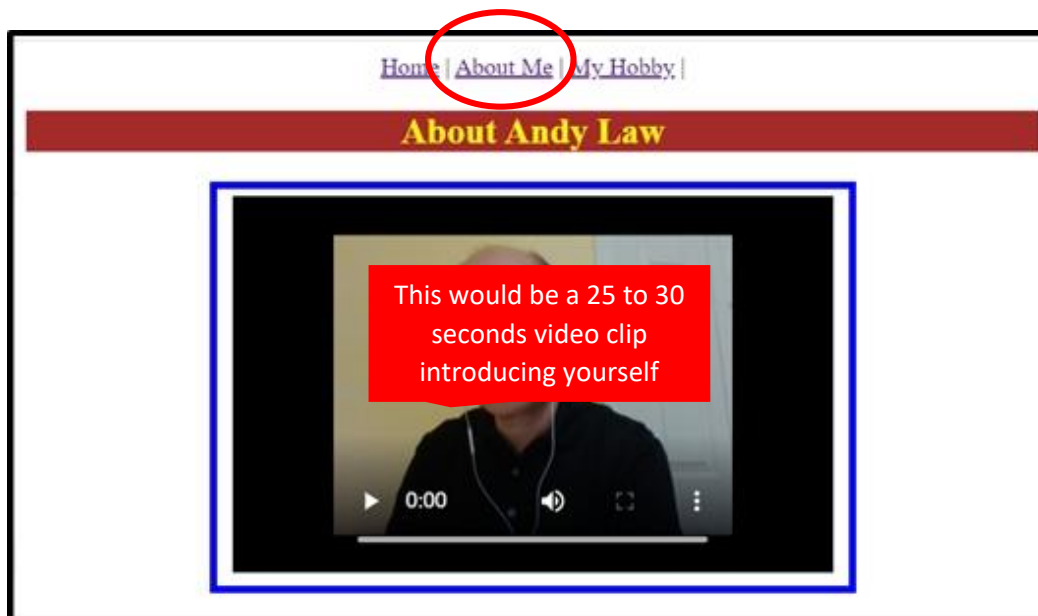 Home | About Me | My Hobby |
About Andy Law
This would be a 25 to 30
seconds video clip
introducing yourself
0:00